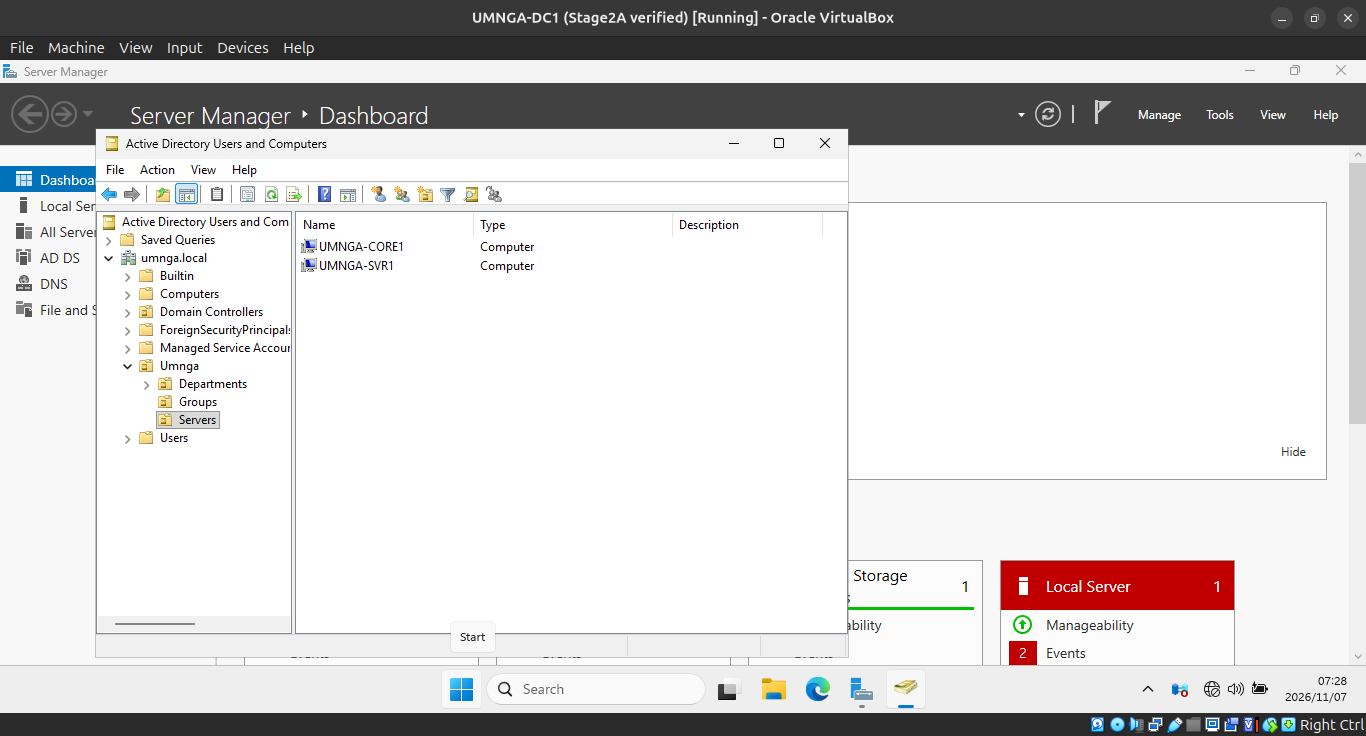 UMNGA-DC1 (Stage2A verified) [Running] - Oracle VirtualBox
File Machine View Input Devices Help
Server Manager
Server Manager Dashboard
Manage Tools View Help
Active Directory Users and Computers
File Action View Help
Dashboa
Local Ser
All Server
AD DS
DNS
File and S
Active Directory Users and Com
Saved Queries
umnga.local
Builtin
Computers
Domain Controllers
ForeignSecurityPrincipals
Managed Service Accour
Umnga
Departments
Groups
Servers
Users
Name Type Description
UMNGA-CORE1 Computer
UMNGA-SVR1 Computer
Hide
Storage 1
ability
Local Server 1
Manageability
2 Events
Start
Search
07:28
2026/11/07
Right Ctrl